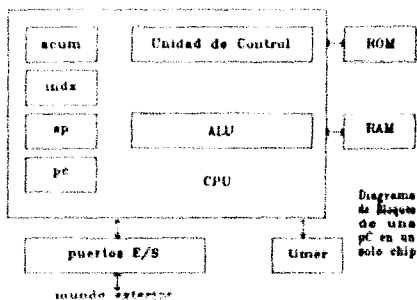 acum
Unidad de Control
ROM
indx
sp
ALU
RAM
pc
CPU
Diagrama
de Bloques
de una
pC en un
solo chip
puertos E/S
timer
mundo exterior